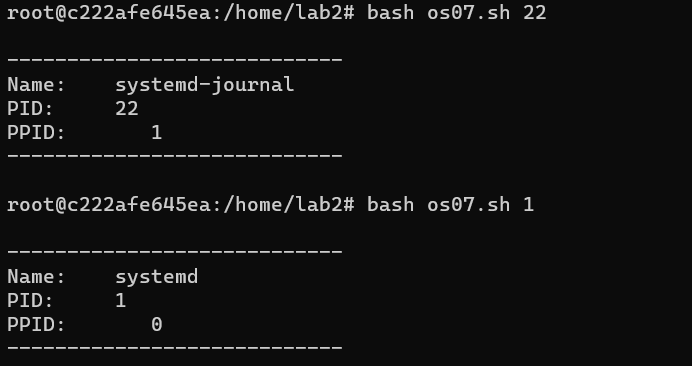 root@c222afe645ea:/home/lab2# bash os07.sh 22
----------------------------
Name:    systemd-journal
PID:     22
PPID:       1
----------------------------
root@c222afe645ea:/home/lab2# bash os07.sh 1
----------------------------
Name:    systemd
PID:     1
PPID:       0
----------------------------